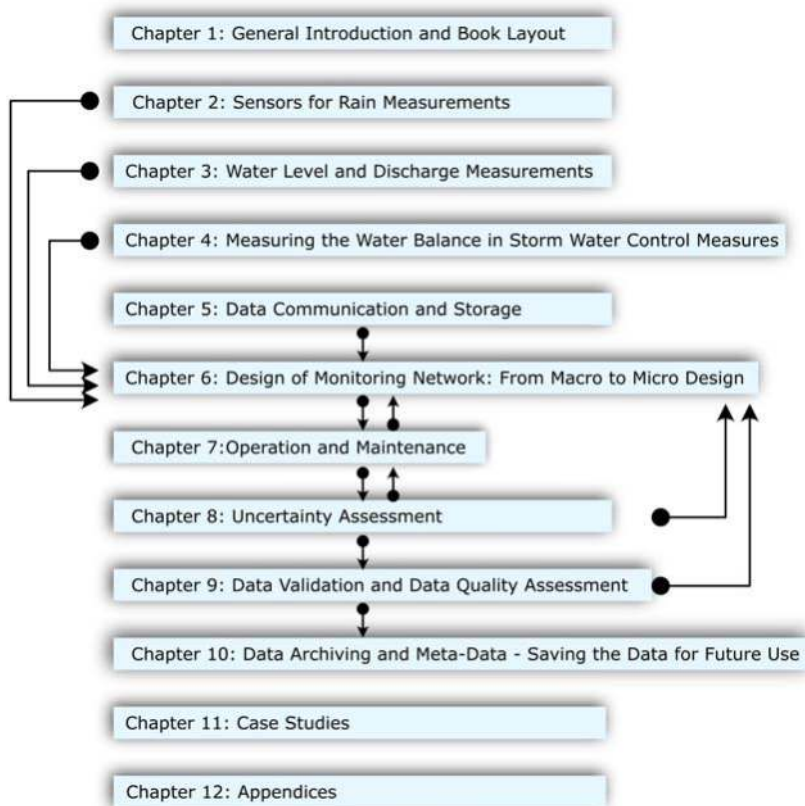 Chapter 1: General Introduction and Book Layout
Chapter 2: Sensors for Rain Measurements
Chapter 3: Water Level and Discharge Measurements
Chapter 4: Measuring the Water Balance in Storm Water Control Measures
Chapter 5: Data Communication and Storage
Chapter 6: Design of Monitoring Network: From Macro to Micro Design
Chapter 7:Operation and Maintenance
Chapter 8: Uncertainty Assessment
Chapter 9: Data Validation and Data Quality Assessment
Chapter 10: Data Archiving and Meta-Data - Saving the Data for Future Use
Chapter 11: Case Studies
Chapter 12: Appendices